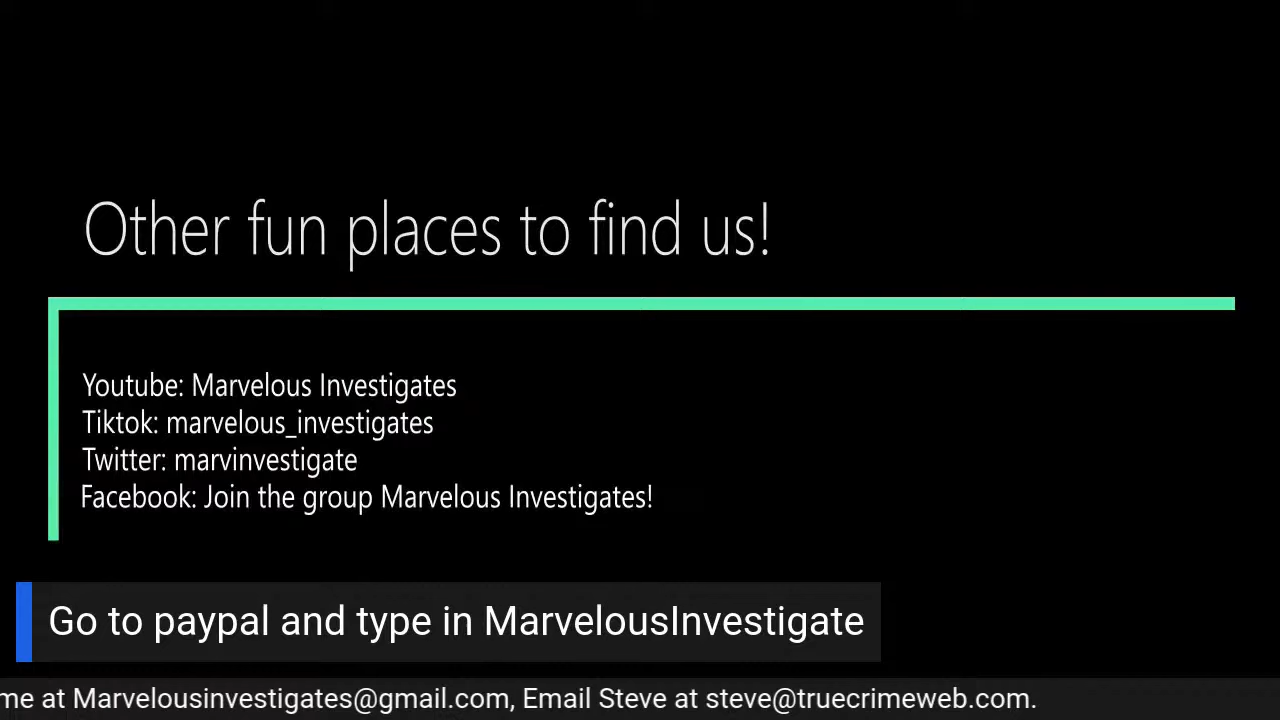 Other fun places to find us!
Youtube: Marvelous Investigates
Tiktok: marvelous_investigates
Twitter: marvinvestigate
Facebook: Join the group Marvelous Investigates!
Go to paypal and type in MarvelousInvestigate
me at Marvelousinvestigates@gmail.com, Email Steve at steve@truecrimeweb.com.